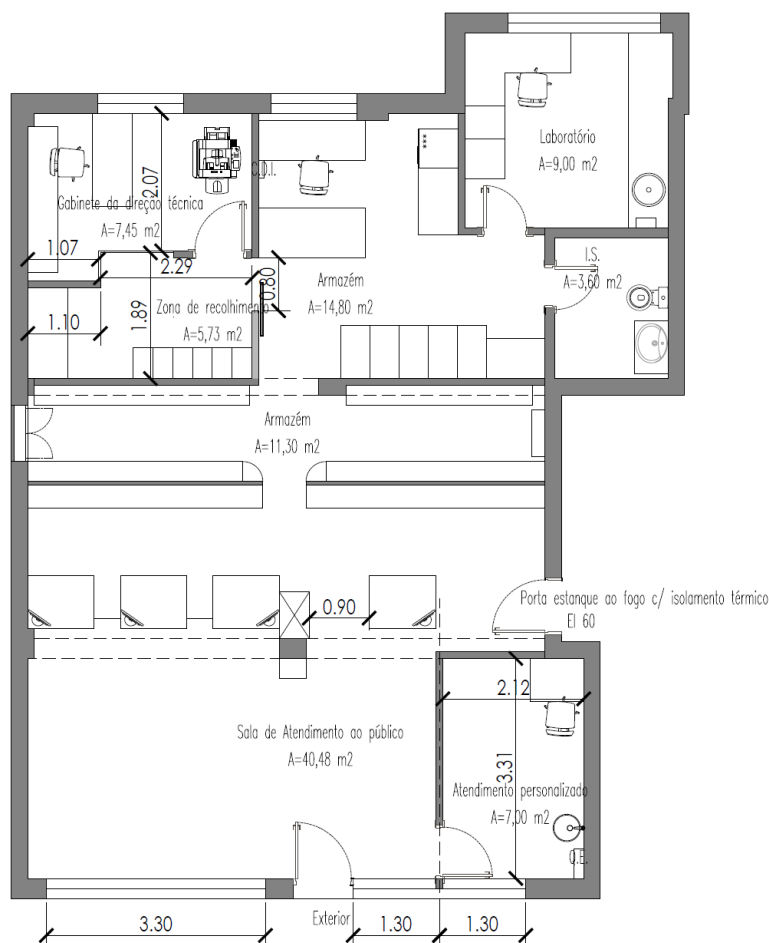 Laboratório
A=9,00 m2
C.D.I.
2.07
Gabinete da direção técnica
A=7,45 m2
1.07
2.29
I.S.
A=3,60 m2
0.80
Armazém
A=14,80 m2
1.89
Zona de recolhimento
A=5,73 m2
1.10
Armazém
A=11,30 m2
0.90
Porta estanque ao fogo c/ isolamento térmico
EI 60
2.12
Sala de Atendimento ao público
A=40,48 m2
3.31
Atendimento personalizado
A=7,00 m2
Q.E.
3.30
Exterior
1.30
1.30